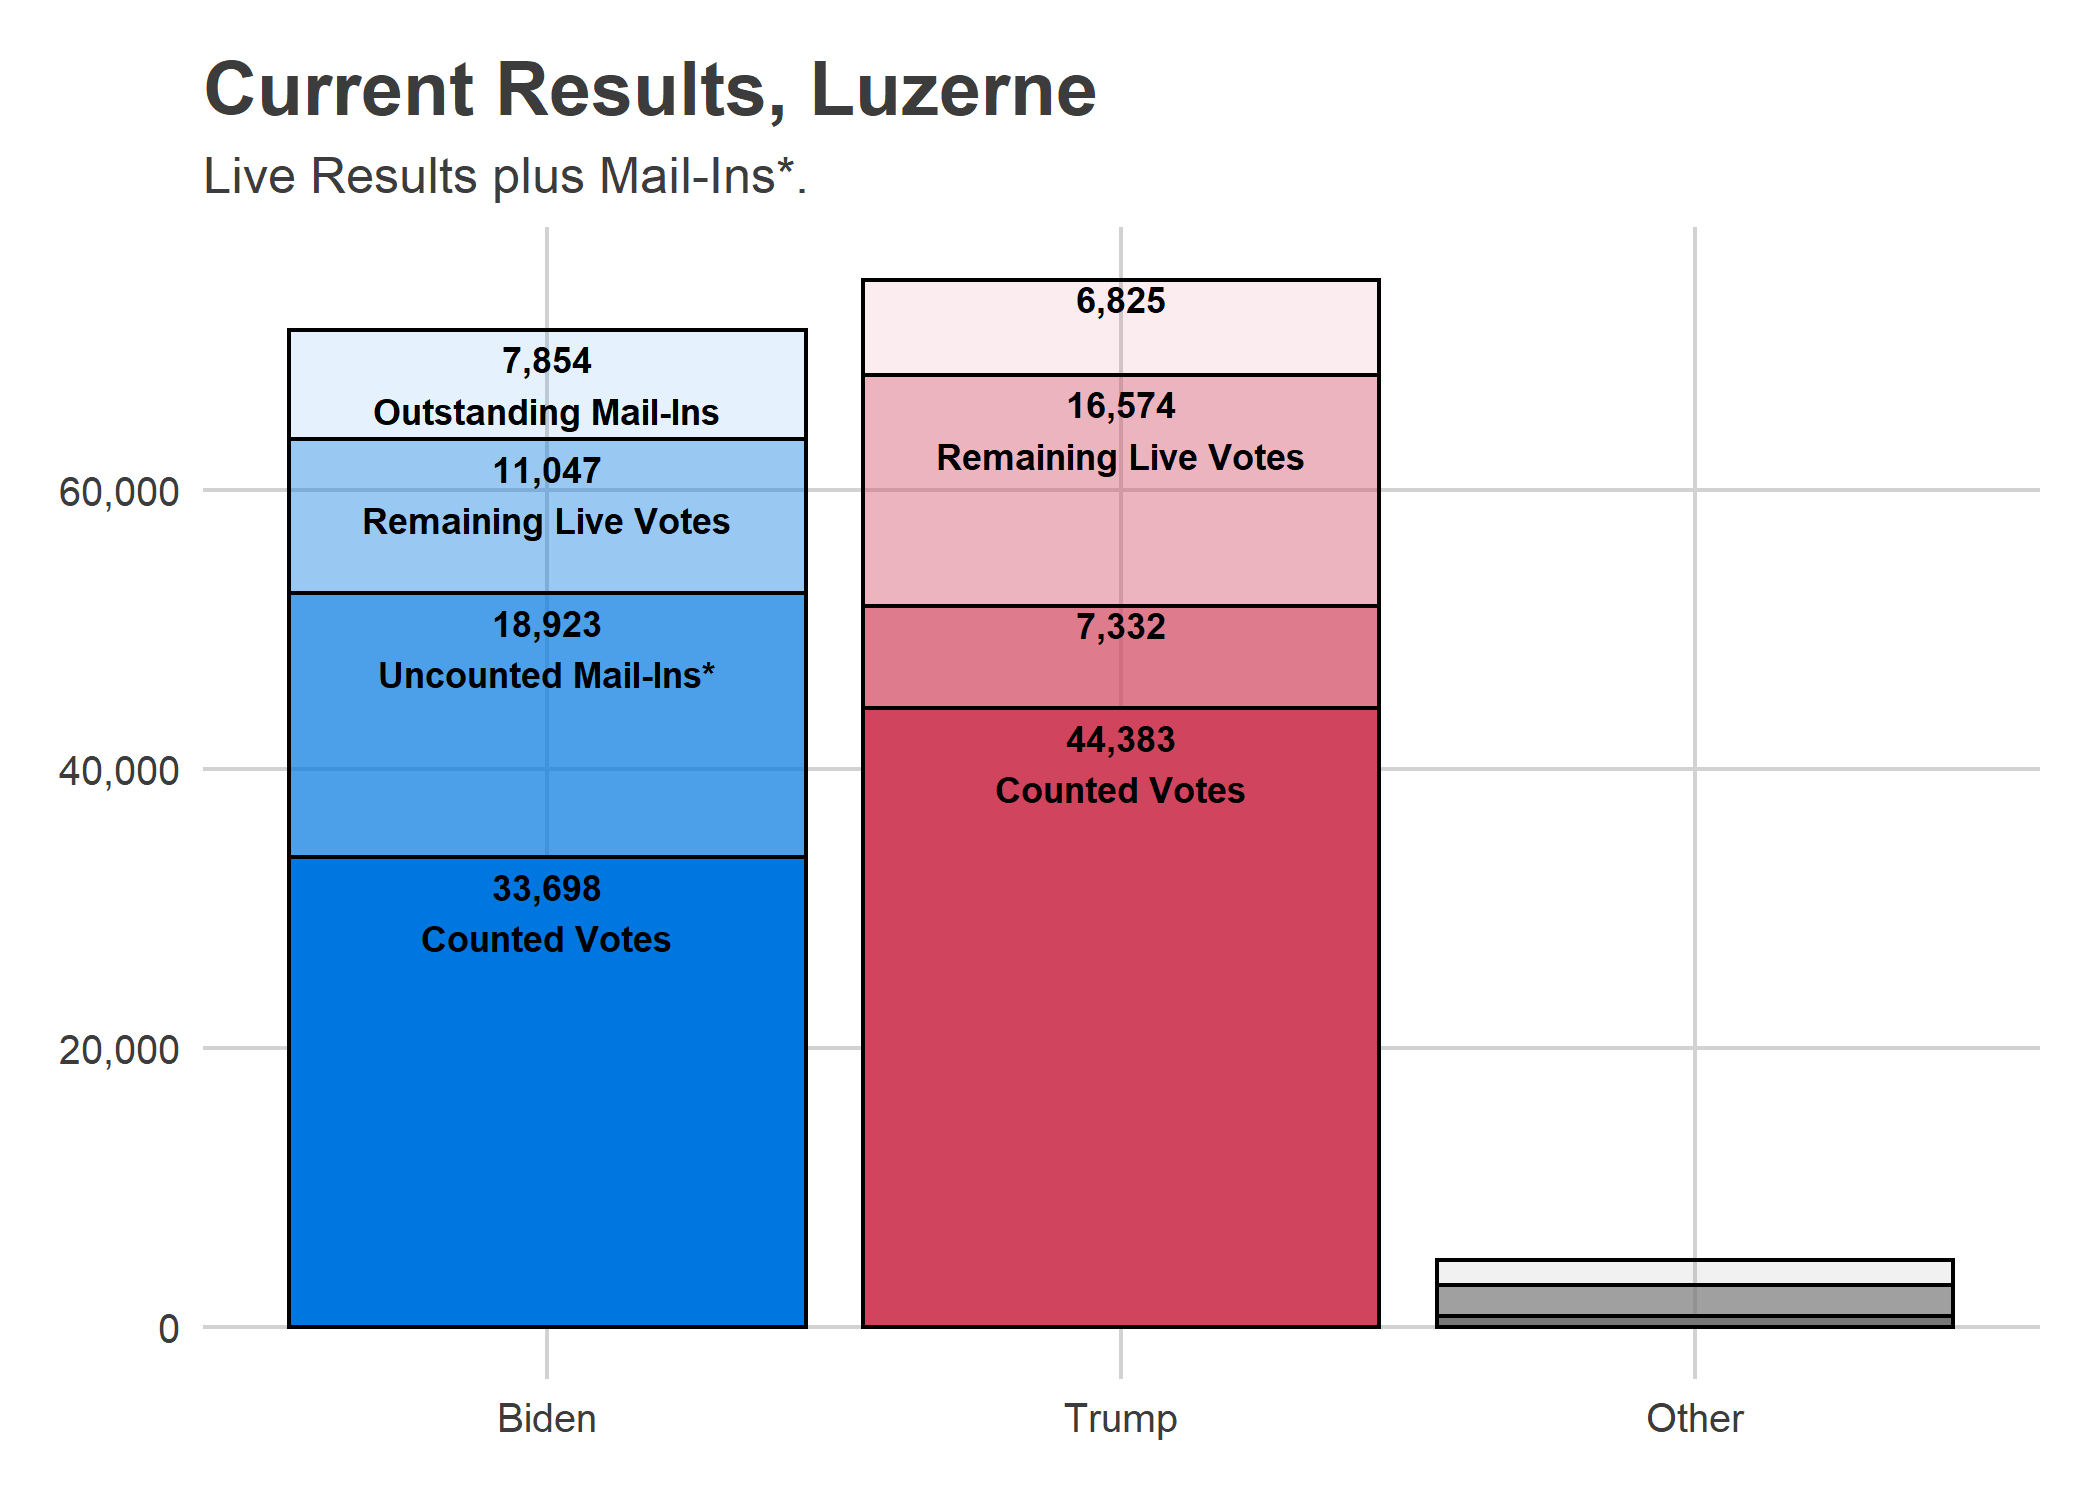 Current Results, Luzerne
Live Results plus Mail-Ins*.
7,854
Outstanding Mail-Ins
11,047
Remaining Live Votes
18,923
Uncounted Mail-Ins*
33,698
Counted Votes
6,825
16,574
Remaining Live Votes
7,332
44,383
Counted Votes
60,000
40,000
20,000
0
Biden
Trump
Other